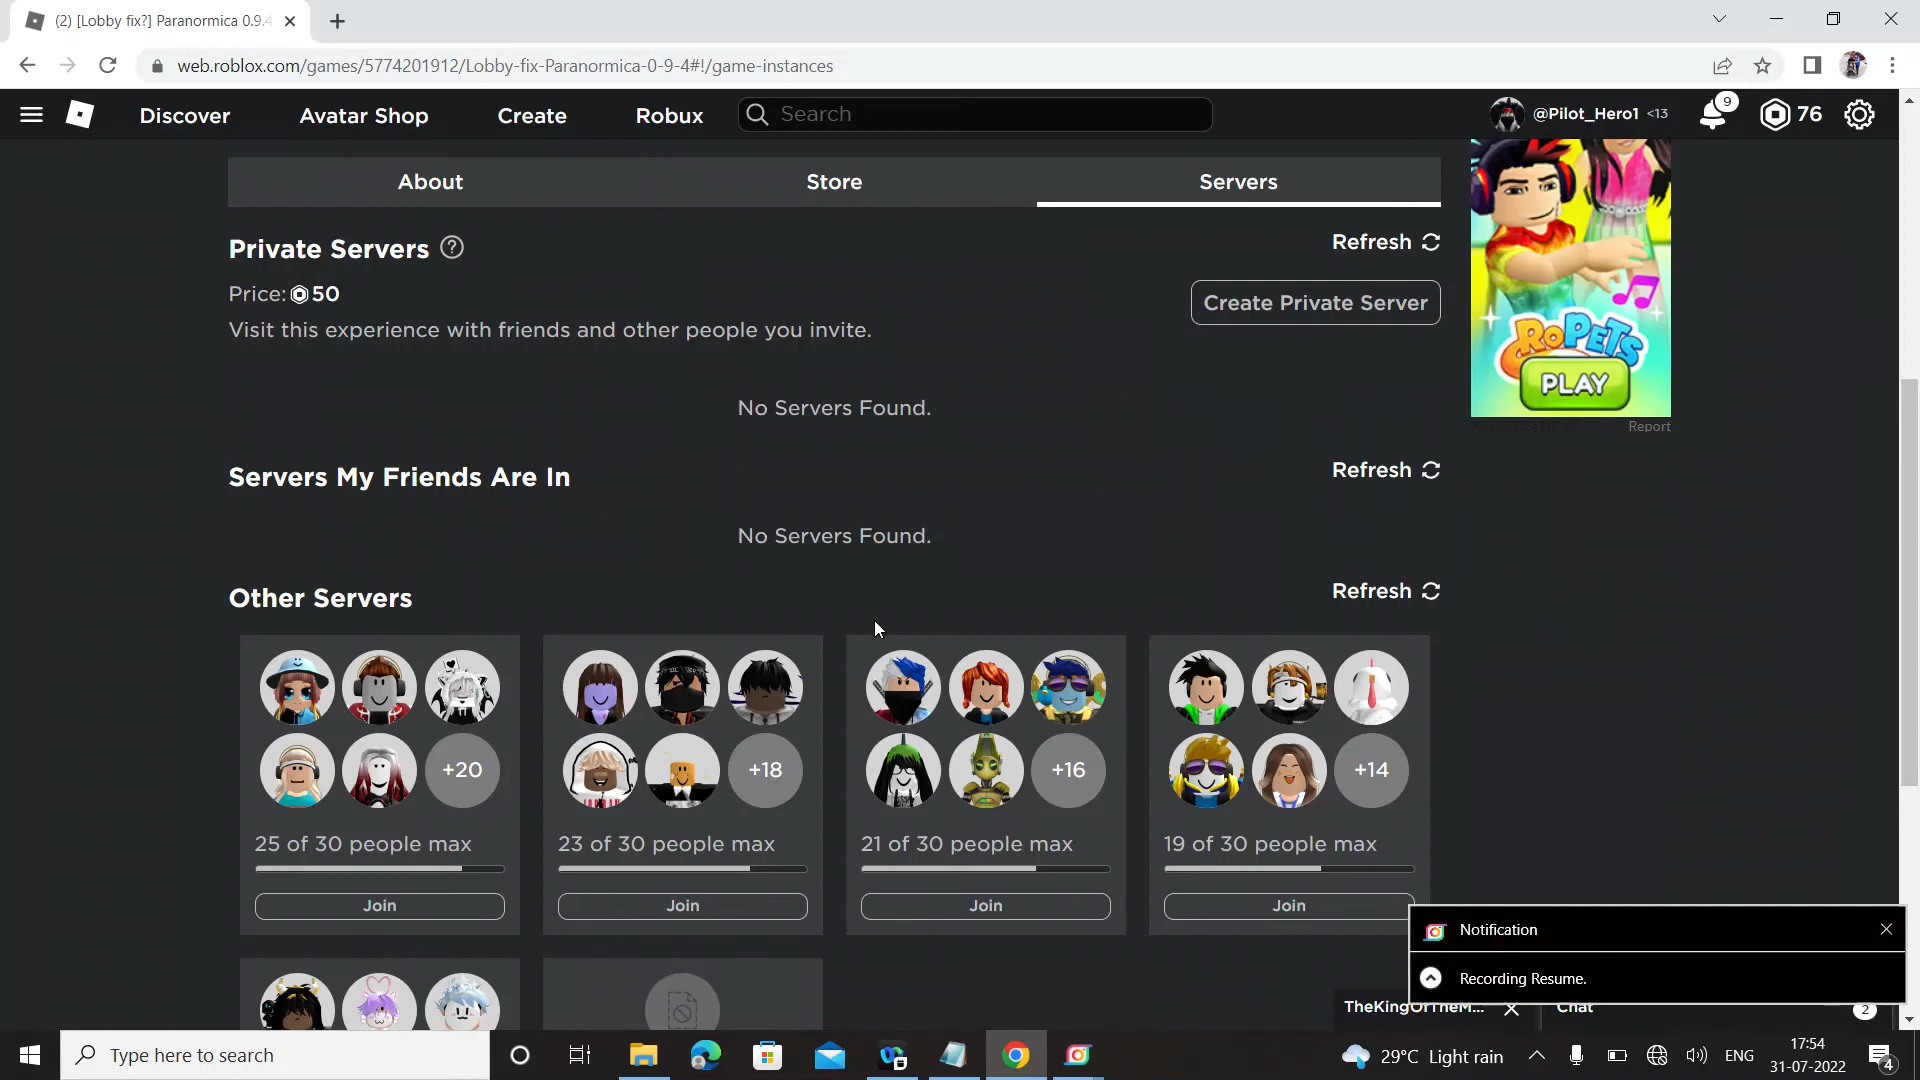 (2) [Lobby fix?] Paranormica 0.9.4
web.roblox.com/games/5774201912/Lobby-fix-Paranormica-0-9-4#!/game-instances
Discover
Avatar Shop
Create
Robux
Search
@Pilot_Hero1 <13
9
76
About
Store
Servers
Private Servers
Refresh
Price: 50
Create Private Server
Visit this experience with friends and other people you invite.
No Servers Found.
ROPETS
PLAY
Report
Servers My Friends Are In
Refresh
No Servers Found.
Other Servers
Refresh
+20
+18
+16
+14
25 of 30 people max
23 of 30 people max
21 of 30 people max
19 of 30 people max
Join
Join
Join
Join
Notification
Recording Resume.
TheKingOfTheM...
Chat
2
Type here to search
29°C Light rain
ENG
17:54
31-07-2022
4